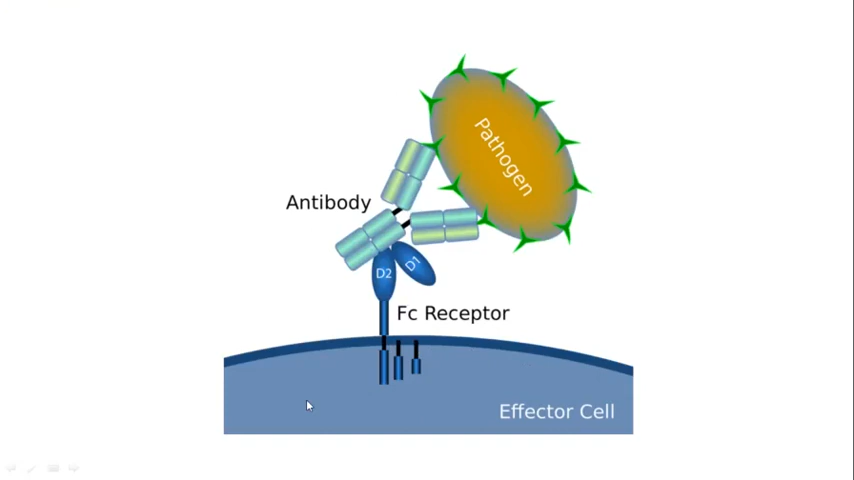 Pathogen
Antibody
D2
D1
Fc Receptor
Effector Cell